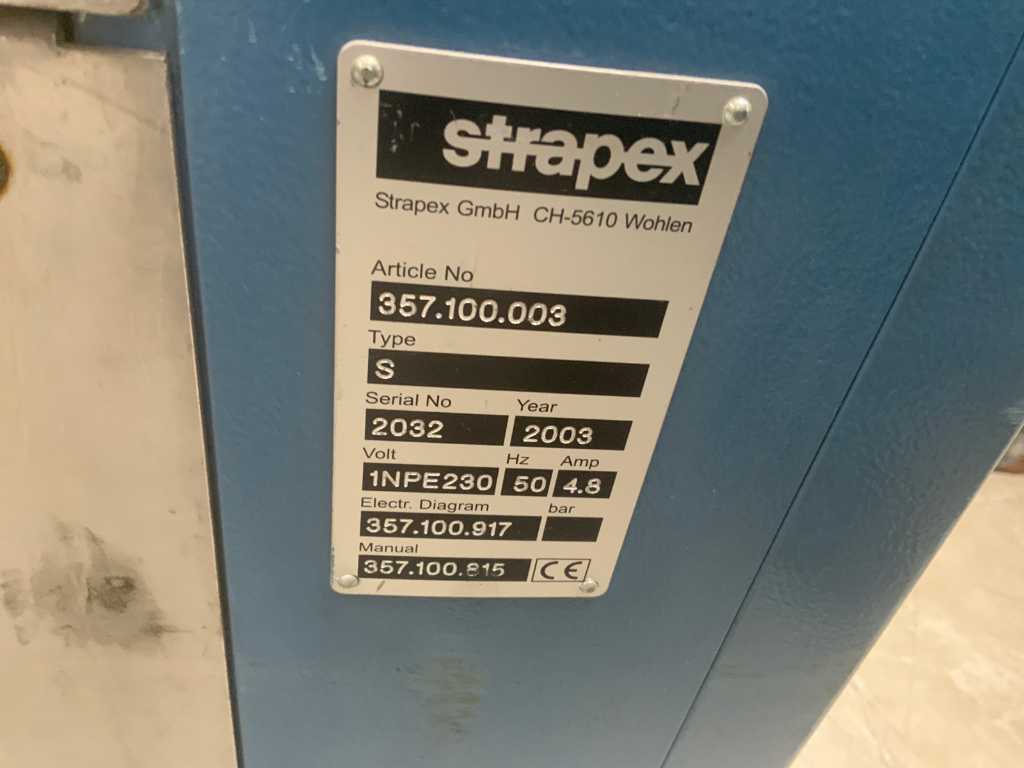 strapex
Strapex GmbH CH-5610 Wohlen
Article No
357.100.003
Type
S
Serial No Year
2032 2003
Volt Hz Amp
1NPE230 50 4.8
Electr. Diagram bar
357.100.917
Manual
357.100.815 CE